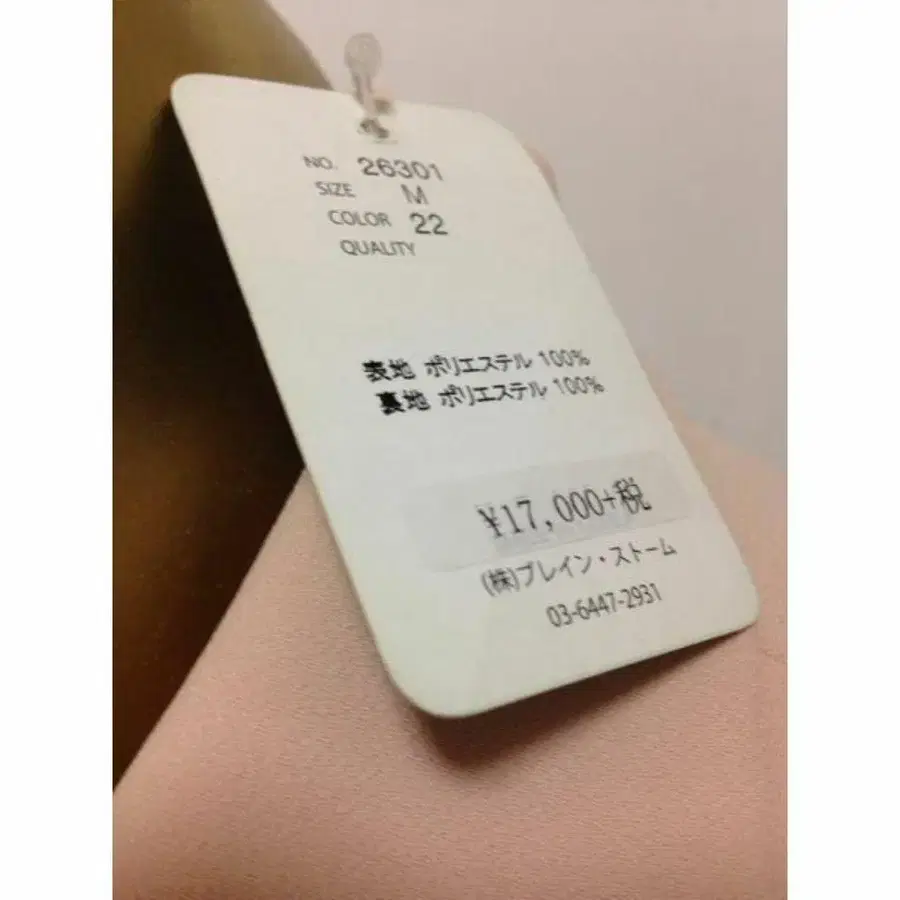 NO. 26301
SIZE M
COLOR 22
QUALITY
表地 ポリエステル 100%
裏地 ポリエステル 100%
¥17,000+税
(株)ブレイン・ストーム
03-6447-2931